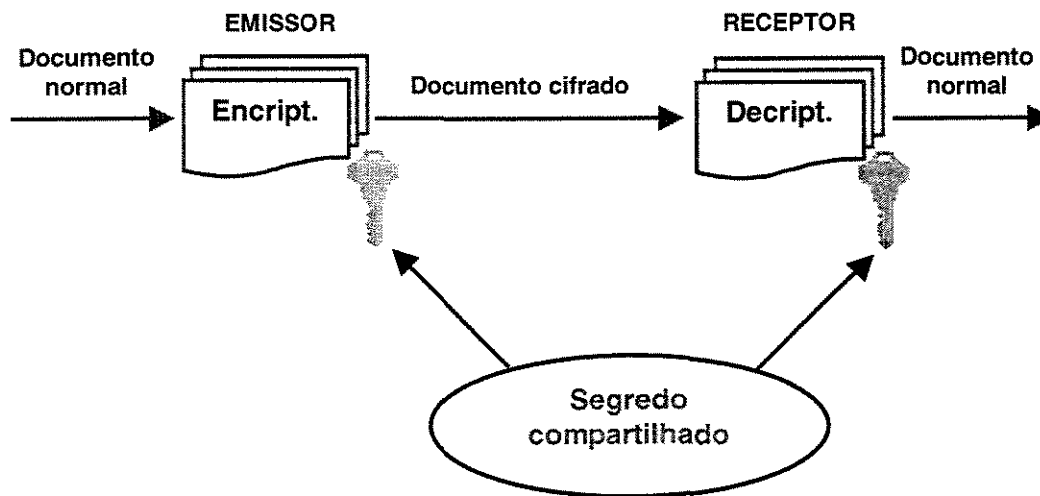 EMISSOR
RECEPTOR
Documento
normal
Encript.
Documento cifrado
Decript.
Documento
normal
Segredo
compartilhado